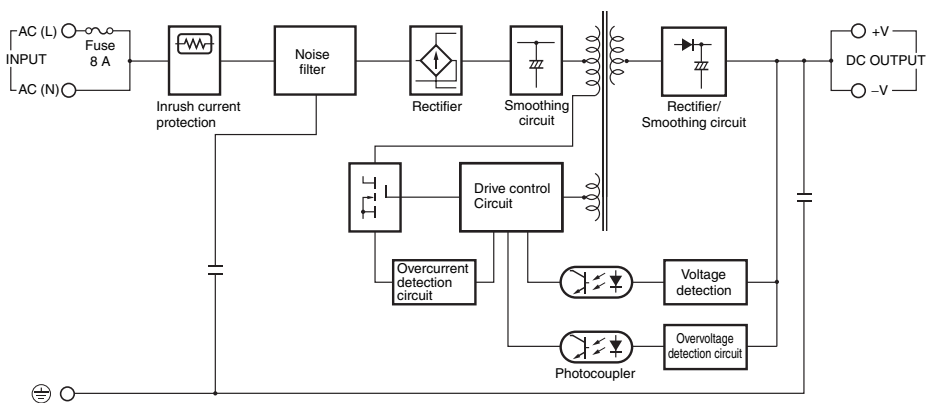 AC (L)
Fuse
8 A
INPUT
AC (N)
Inrush current
protection
Noise
filter
Rectifier
Smoothing
circuit
Rectifier/
Smoothing circuit
+V
DC OUTPUT
–V
Drive control
Circuit
Overcurrent
detection
circuit
Voltage
detection
Overvoltage
detection circuit
Photocoupler